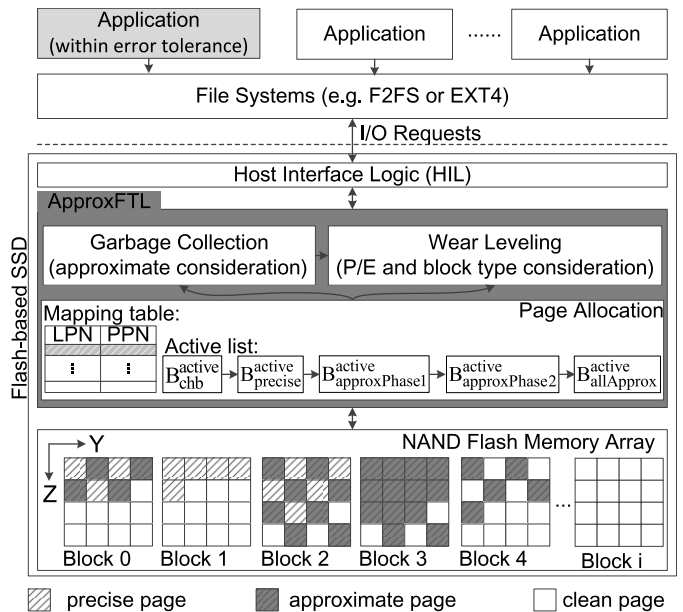 Application
(within error tolerance)
Application
......
Application
File Systems (e.g. F2FS or EXT4)
I/O Requests
Flash-based SSD
Host Interface Logic (HIL)
ApproxFTL
Garbage Collection
(approximate consideration)
Wear Leveling
(P/E and block type consideration)
Page Allocation
Mapping table:
LPN PPN
Active list:
B active chb
B active precise
B active approxPhase1
B active approxPhase2
B active allApprox
NAND Flash Memory Array
Y
Z
...
Block 0 Block 1 Block 2 Block 3 Block 4 Block i
precise page approximate page clean page